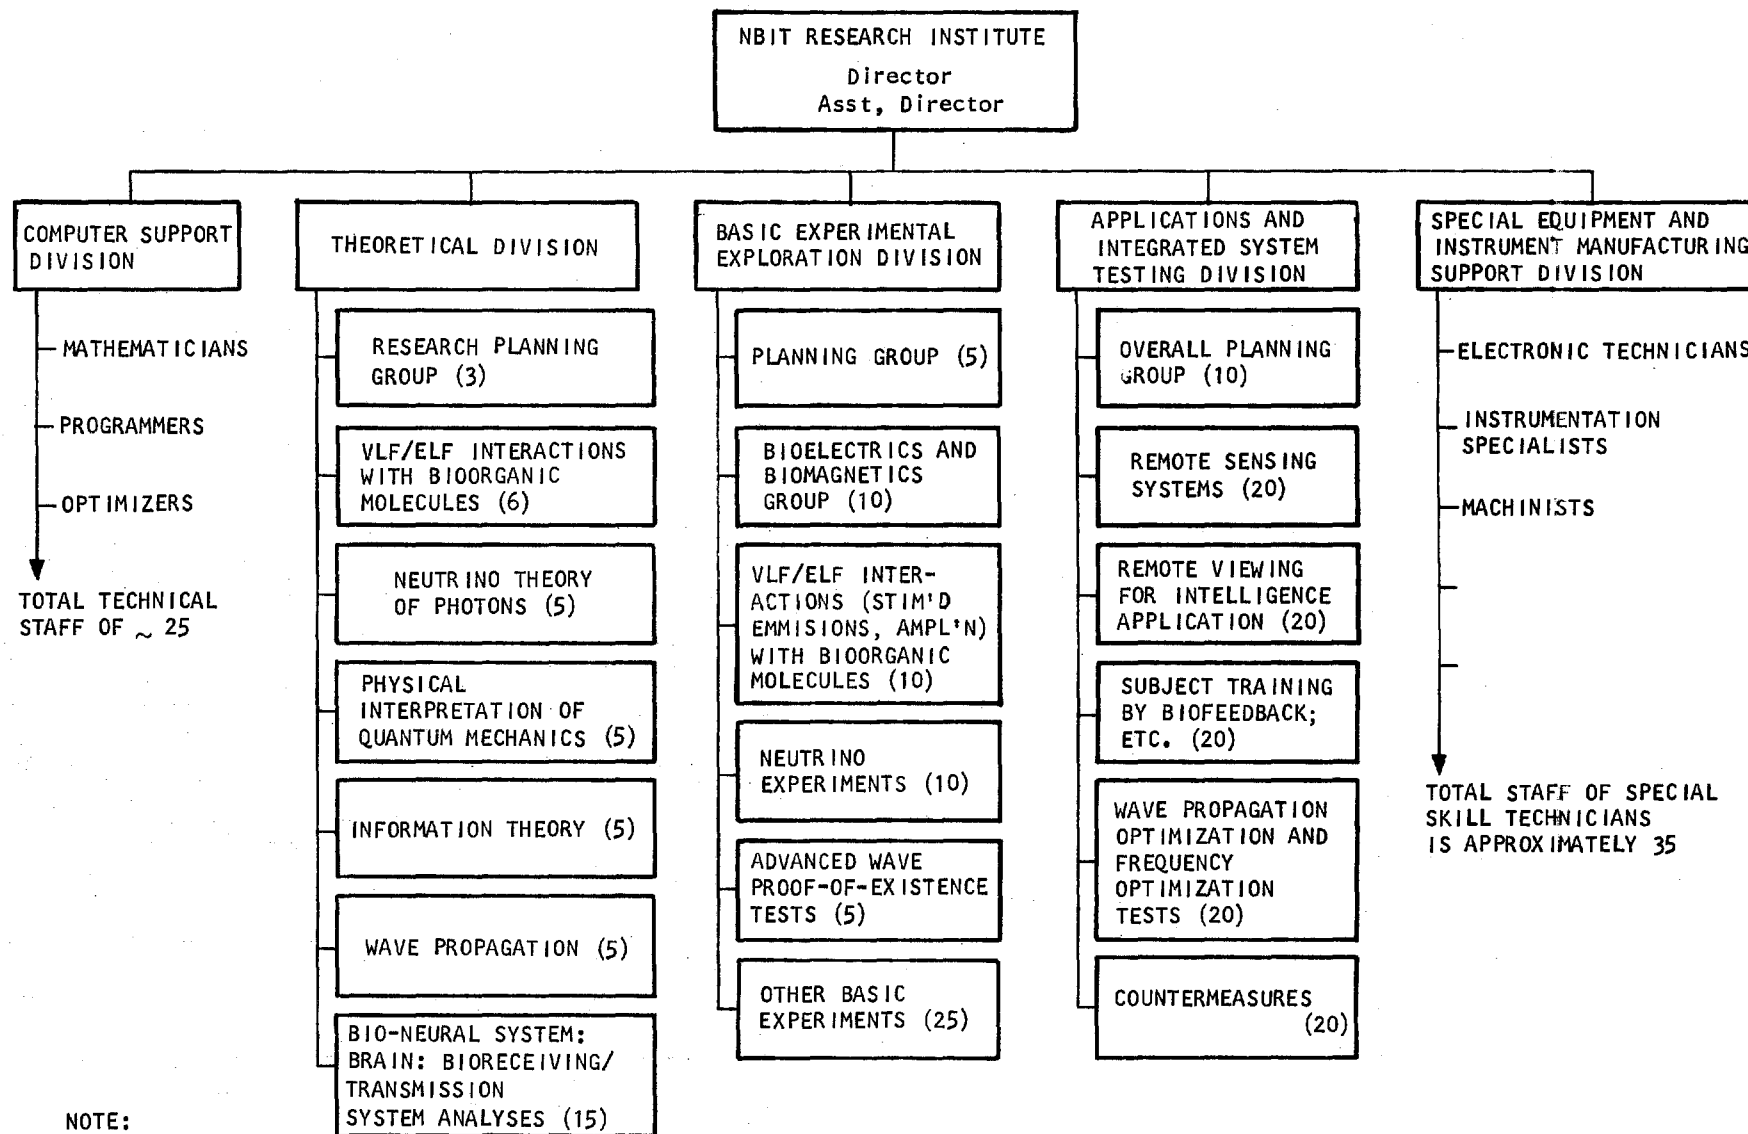 NBIT RESEARCH INSTITUTE
Director
Asst, Director
COMPUTER SUPPORT
DIVISION
MATHEMATICIANS
PROGRAMMERS
OPTIMIZERS
TOTAL TECHNICAL
STAFF OF ~ 25
THEORETICAL DIVISION
RESEARCH PLANNING
GROUP (3)
VLF/ELF INTERACTIONS
WITH BIOORGANIC
MOLECULES (6)
NEUTRINO THEORY
OF PHOTONS (5)
PHYSICAL
INTERPRETATION OF
QUANTUM MECHANICS (5)
INFORMATION THEORY (5)
WAVE PROPAGATION (5)
BIO-NEURAL SYSTEM:
BRAIN: BIORECEIVING/
TRANSMISSION
SYSTEM ANALYSES (15)
BASIC EXPERIMENTAL
EXPLORATION DIVISION
PLANNING GROUP (5)
BIOELECTRICS AND
BIOMAGNETICS
GROUP (10)
VLF/ELF INTER-
ACTIONS (STIM'D
EMMISIONS, AMPL'N)
WITH BIOORGANIC
MOLECULES (10)
NEUTRINO
EXPERIMENTS (10)
ADVANCED WAVE
PROOF-OF-EXISTENCE
TESTS (5)
OTHER BASIC
EXPERIMENTS (25)
APPLICATIONS AND
INTEGRATED SYSTEM
TESTING DIVISION
OVERALL PLANNING
GROUP (10)
REMOTE SENSING
SYSTEMS (20)
REMOTE VIEWING
FOR INTELLIGENCE
APPLICATION (20)
SUBJECT TRAINING
BY BIOFEEDBACK;
ETC. (20)
WAVE PROPAGATION
OPTIMIZATION AND
FREQUENCY
OPTIMIZATION
TESTS (20)
COUNTERMEASURES
(20)
SPECIAL EQUIPMENT AND
INSTRUMENT MANUFACTURING
SUPPORT DIVISION
ELECTRONIC TECHNICIANS
INSTRUMENTATION
SPECIALISTS
MACHINISTS
TOTAL STAFF OF SPECIAL
SKILL TECHNICIANS
IS APPROXIMATELY 35
NOTE: